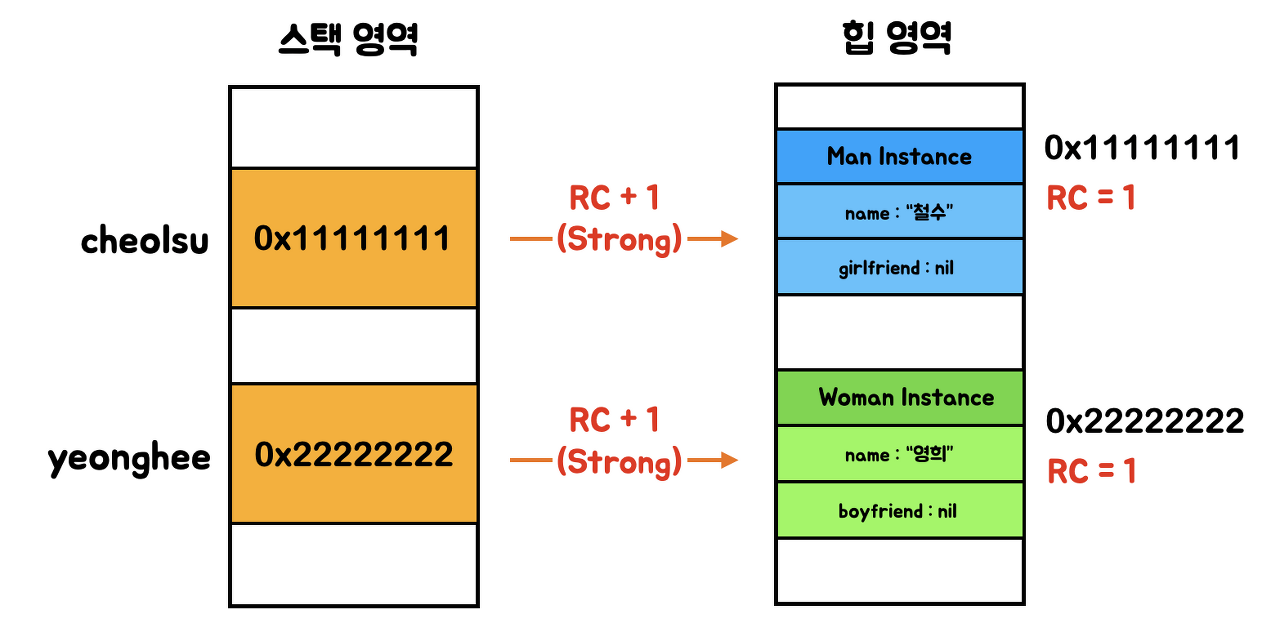 스택 영역
힙 영역
cheolsu
0x11111111
RC + 1
(Strong)
Man Instance
name : "철수"
girlfriend : nil
0x11111111
RC = 1
yeonghee
0x22222222
RC + 1
(Strong)
Woman Instance
name : "영희"
boyfriend : nil
0x22222222
RC = 1